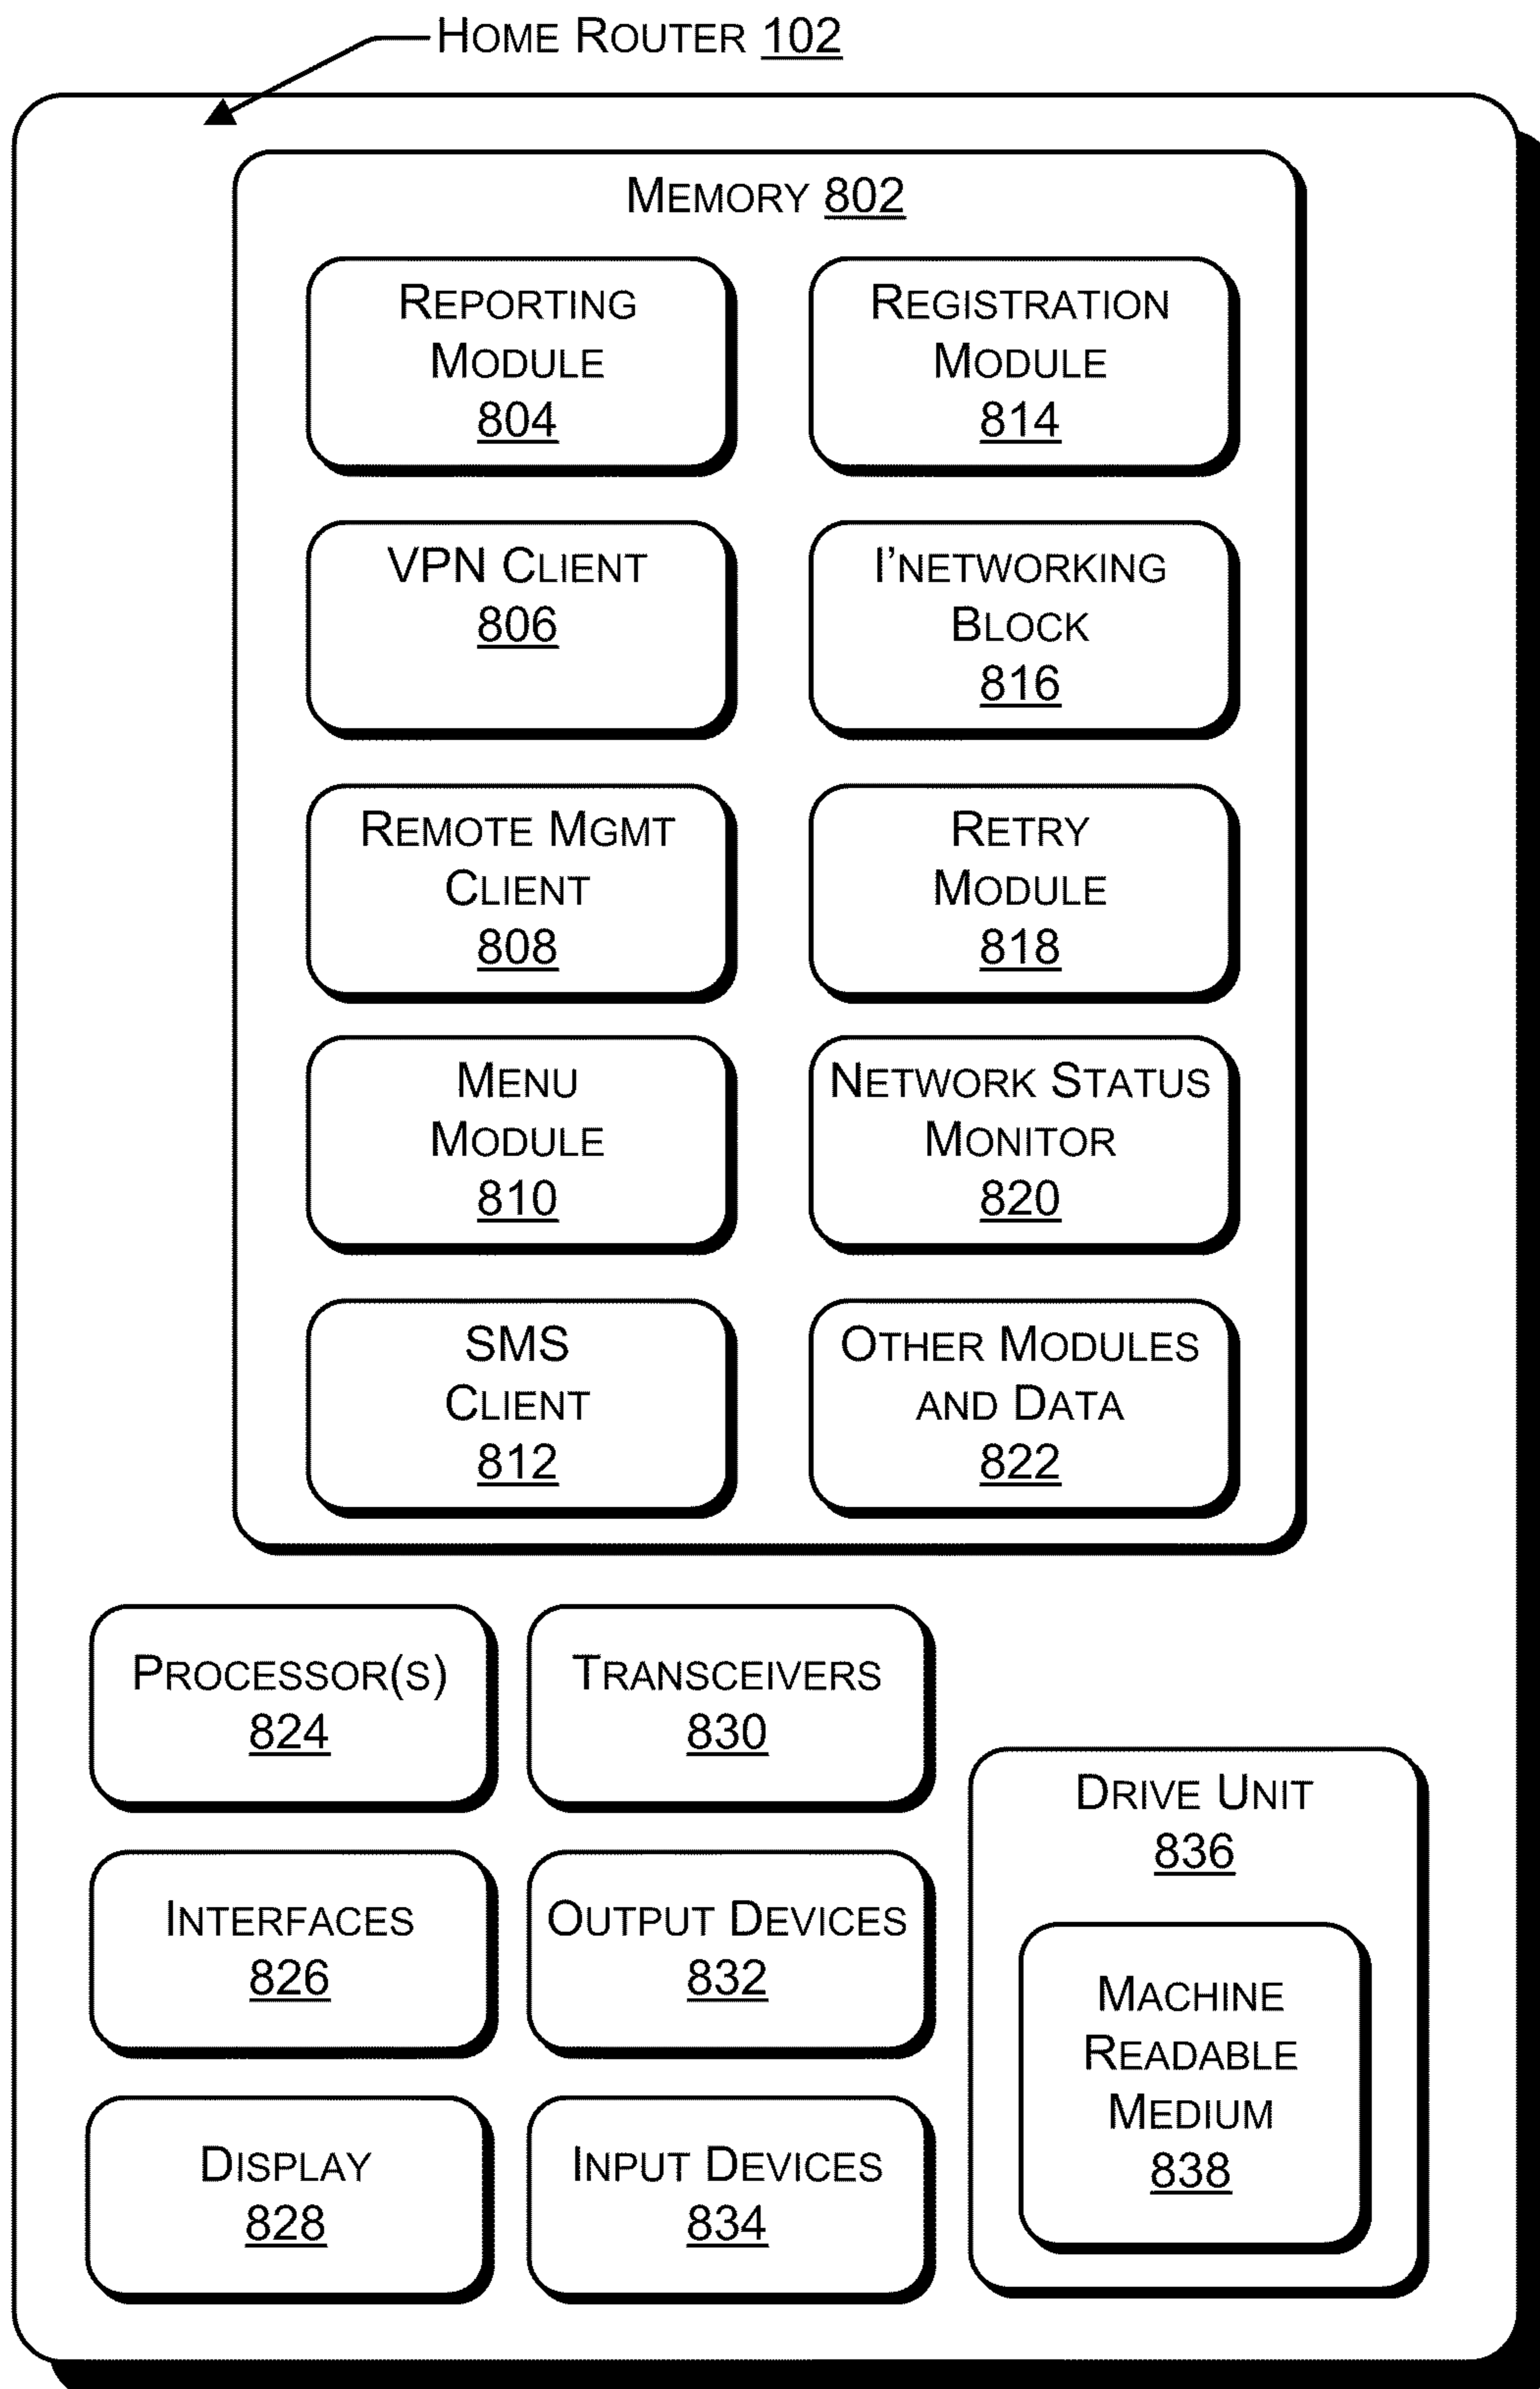 HOME ROUTER 102
MEMORY 802
REPORTING
MODULE
804
REGISTRATION
MODULE
814
VPN CLIENT
806
I'NETWORKING
BLOCK
816
REMOTE MGMT
CLIENT
808
RETRY
MODULE
818
MENU
MODULE
810
NETWORK STATUS
MONITOR
820
SMS
CLIENT
812
OTHER MODULES
AND DATA
822
PROCESSOR(S)
824
TRANSCEIVERS
830
INTERFACES
826
OUTPUT DEVICES
832
DISPLAY
828
INPUT DEVICES
834
DRIVE UNIT
836
MACHINE
READABLE
MEDIUM
838